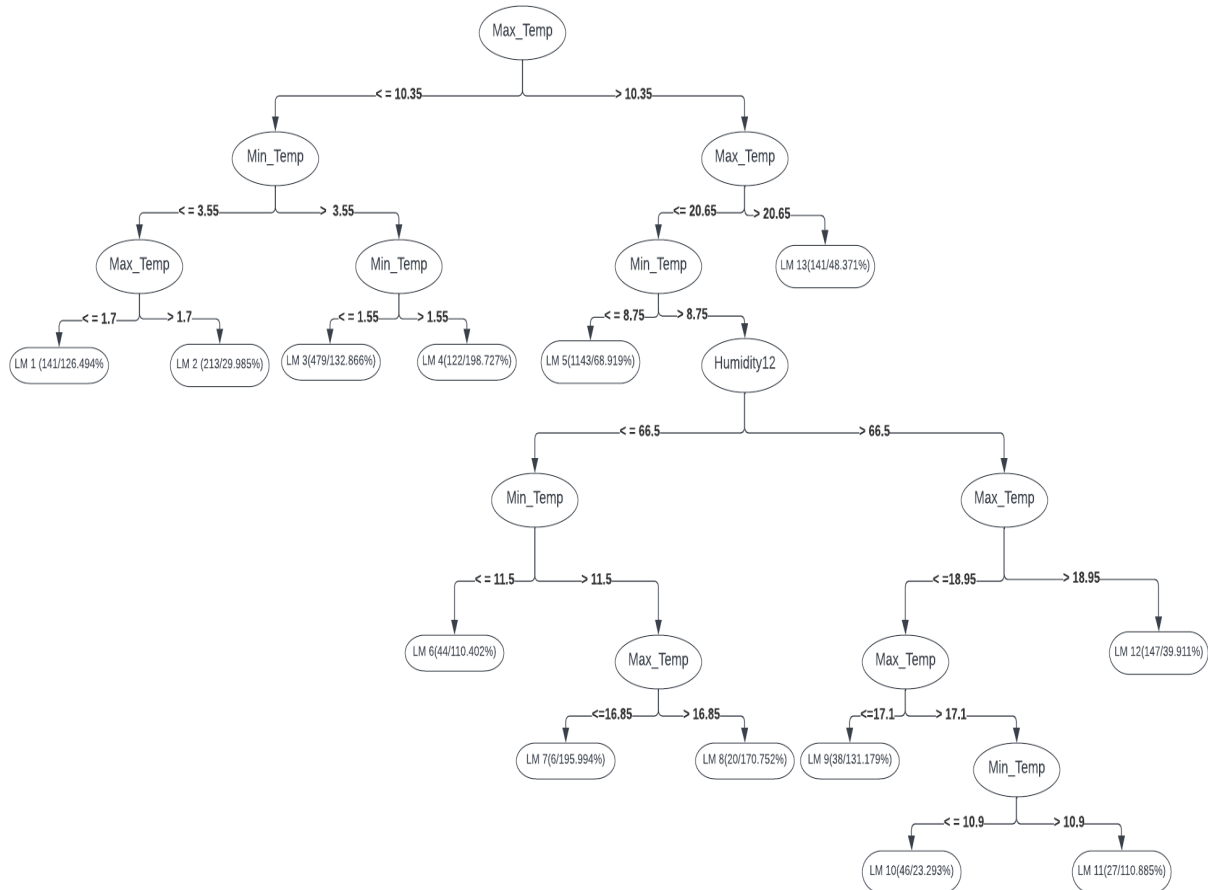 Max_Temp
< = 10.35
> 10.35
Min_Temp
Max_Temp
< = 3.55
> 3.55
<= 20.65
> 20.65
Max_Temp
Min_Temp
Min_Temp
LM 13(141/48.371%)
< = 1.7
> 1.7
< = 1.55
> 1.55
< = 8.75
> 8.75
LM 1 (141/126.494%
LM 2 (213/29.985%)
LM 3(479/132.866%)
LM 4(122/198.727%)
LM 5(1143/68.919%)
Humidity12
< = 66.5
> 66.5
Min_Temp
Max_Temp
< = 11.5
> 11.5
< =18.95
> 18.95
LM 6(44/110.402%)
Max_Temp
Max_Temp
LM 12(147/39.911%)
<=16.85
> 16.85
<=17.1
> 17.1
LM 7(6/195.994%)
LM 8(20/170.752%)
LM 9(38/131.179%)
Min_Temp
< = 10.9
> 10.9
LM 10(46/23.293%)
LM 11(27/110.885%)